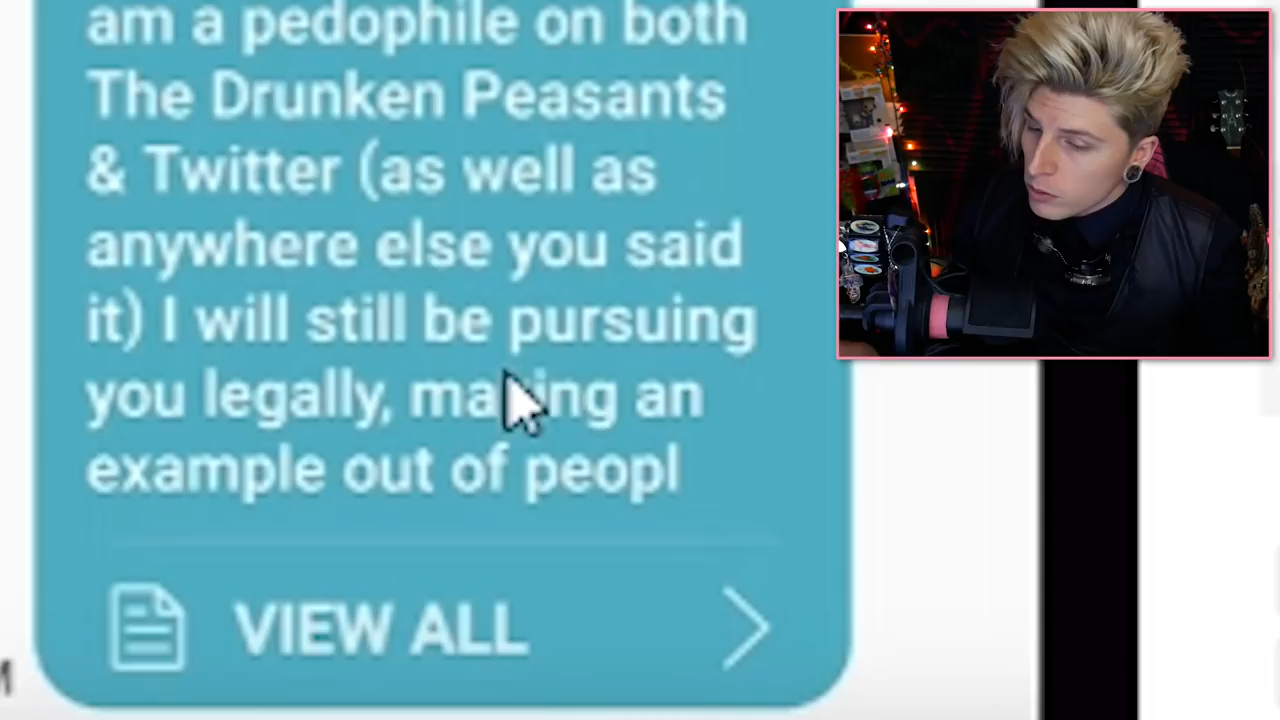 am a pedophile on both
The Drunken Peasants
& Twitter (as well as
anywhere else you said
it) I will still be pursuing
you legally, making an
example out of peopl
VIEW ALL